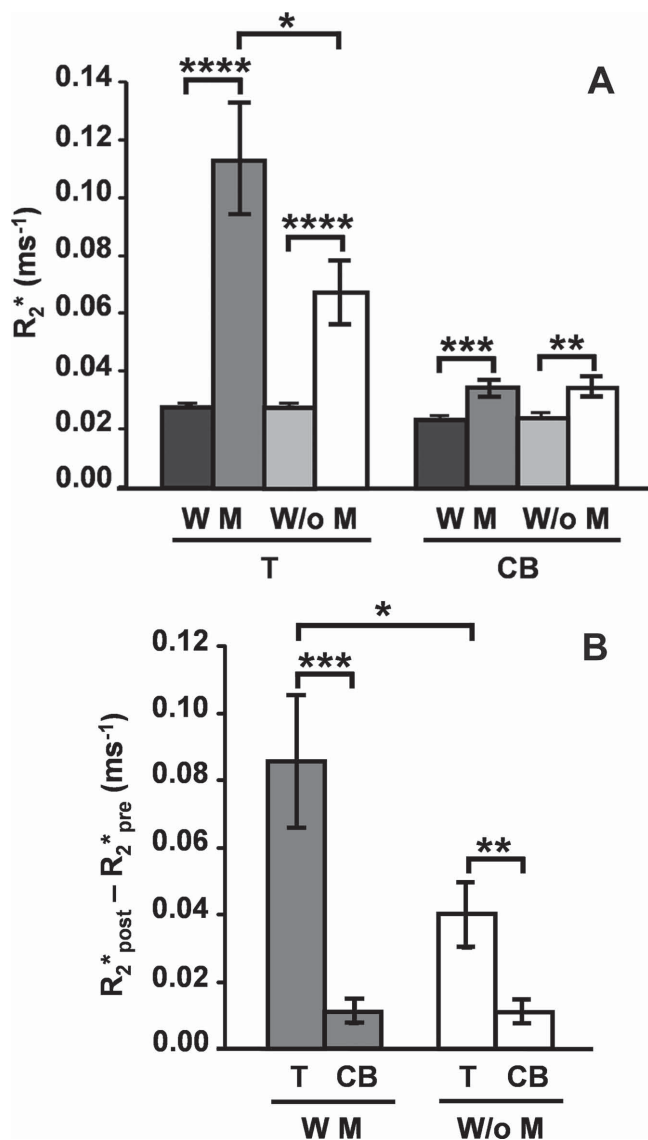 *
****
A
0.14
0.12
0.10
0.08
0.06
0.04
0.02
0.00
R2* (ms-1)
****
***
**
W M W/o M W M W/o M
T CB
*
B
***
0.12
0.10
0.08
0.06
0.04
0.02
0.00
R2*post – R2*pre (ms-1)
**
T CB T CB
W M W/o M